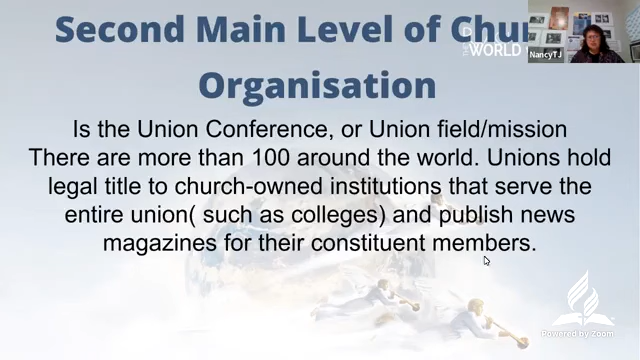 Second Main Level of Chu
Organisation
WORLD
NancyTJ
Is the Union Conference, or Union field/mission
There are more than 100 around the world. Unions hold
legal title to church-owned institutions that serve the
entire union( such as colleges) and publish news
magazines for their constituent members.
Powered by Zoom